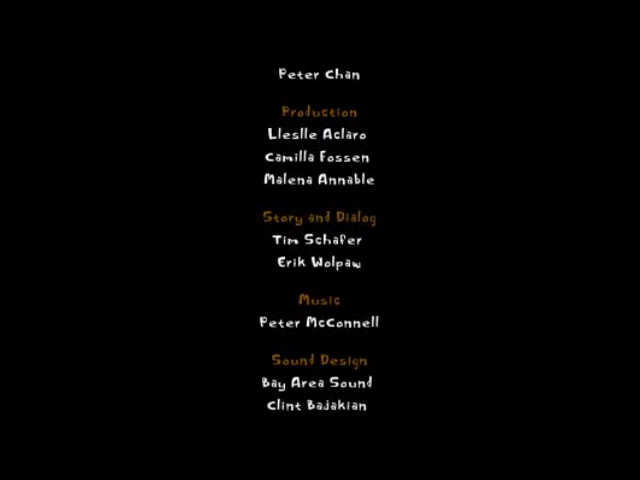 Peter Chan
Production
Lleslle Aclaro
Camilla Fossen
Malena Annable
Story and Dialog
Tim Schafer
Erik Wolpaw
Music
Peter McConnell
Sound Design
Bay Area Sound
Clint Bajakian